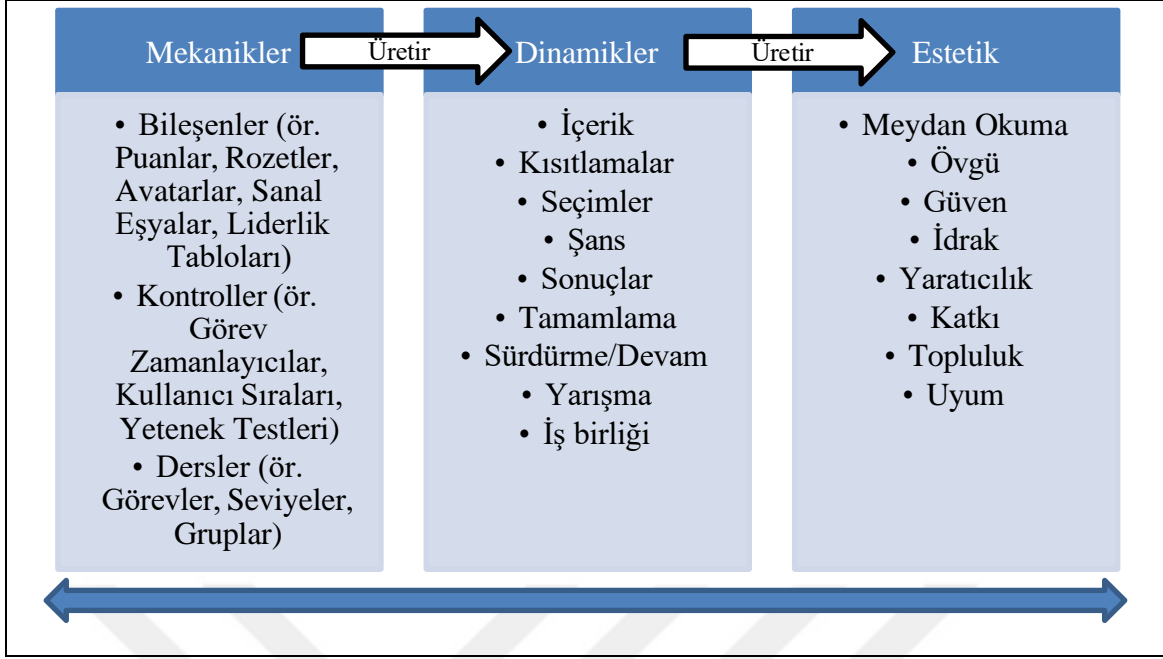 Mekanikler
Üretir
Dinamikler
Üretir
Estetik
• Bileşenler (ör.
Puanlar, Rozetler,
Avatarlar, Sanal
Eşyalar, Liderlik
Tabloları)
• Kontroller (ör.
Görev
Zamanlayıcılar,
Kullanıcı Sıraları,
Yetenek Testleri)
• Dersler (ör.
Görevler, Seviyeler,
Gruplar)
• İçerik
• Kısıtlamalar
• Seçimler
• Şans
• Sonuçlar
• Tamamlama
• Sürdürme/Devam
• Yarışma
• İş birliği
• Meydan Okuma
• Övgü
• Güven
• İdrak
• Yaratıcılık
• Katkı
• Topluluk
• Uyum